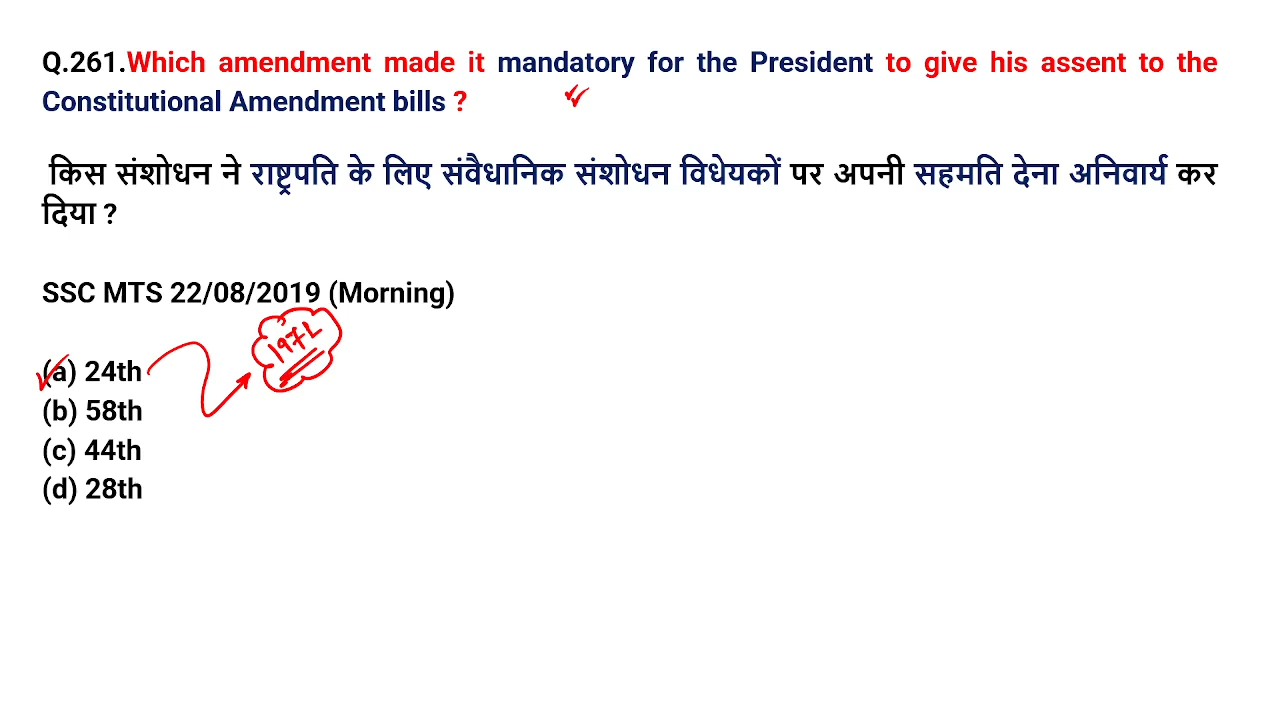 Q.261.Which amendment made it mandatory for the President to give his assent to the
Constitutional Amendment bills ?
किस संशोधन ने राष्ट्रपति के लिए संवैधानिक संशोधन विधेयकों पर अपनी सहमति देना अनिवार्य कर
दिया ?
SSC MTS 22/08/2019 (Morning)
1971
(a) 24th
(b) 58th
(c) 44th
(d) 28th